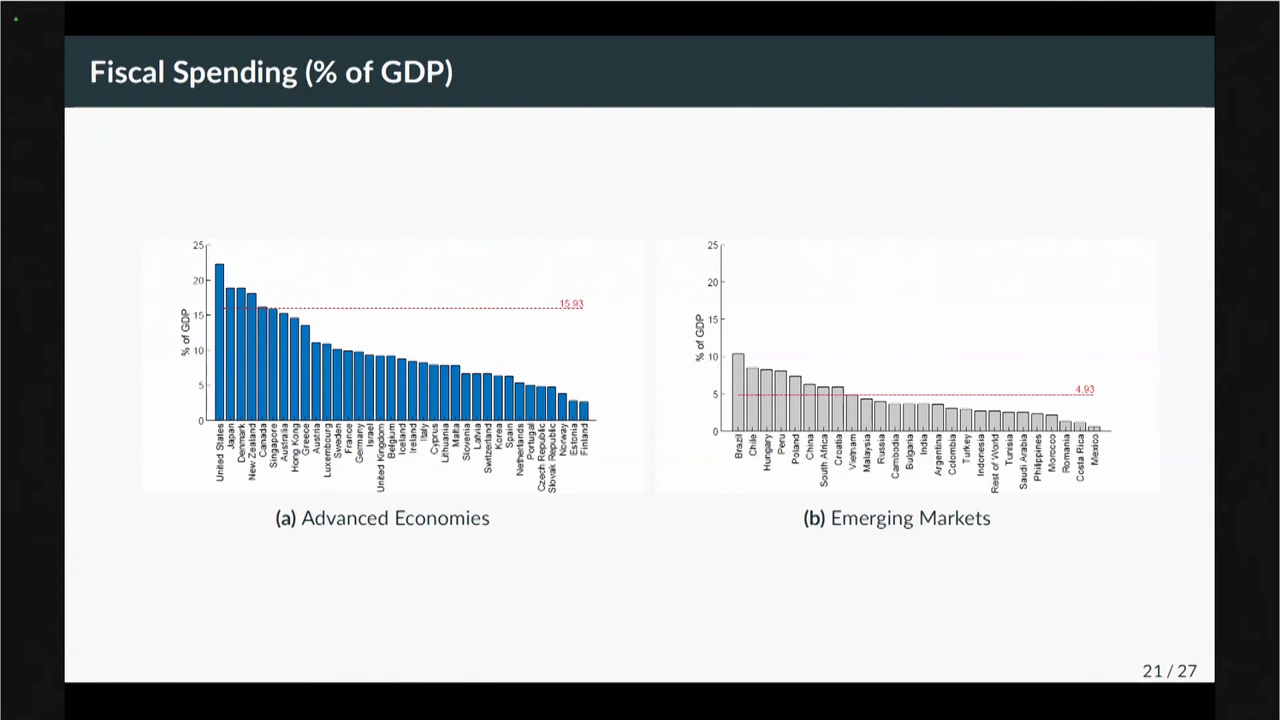 Fiscal Spending (% of GDP)
25
20
15
10
5
0
% of GDP
15.93
United States
Japan
Denmark
New Zealand
Canada
Singapore
Australia
Hong Kong
Greece
Austria
Luxembourg
Sweden
France
Germany
Israel
United Kingdom
Belgium
Iceland
Ireland
Italy
Cyprus
Lithuania
Malta
Slovenia
Latvia
Switzerland
Korea
Spain
Netherlands
Portugal
Czech Republic
Slovak Republic
Norway
Estonia
Finland
(a) Advanced Economies
25
20
15
10
5
0
% of GDP
4.93
Brazil
Chile
Hungary
Peru
Poland
China
South Africa
Croatia
Vietnam
Malaysia
Russia
Cambodia
Bulgaria
India
Argentina
Colombia
Turkey
Indonesia
Rest of World
Tunisia
Saudi Arabia
Philippines
Morocco
Romania
Costa Rica
Mexico
(b) Emerging Markets
21 / 27